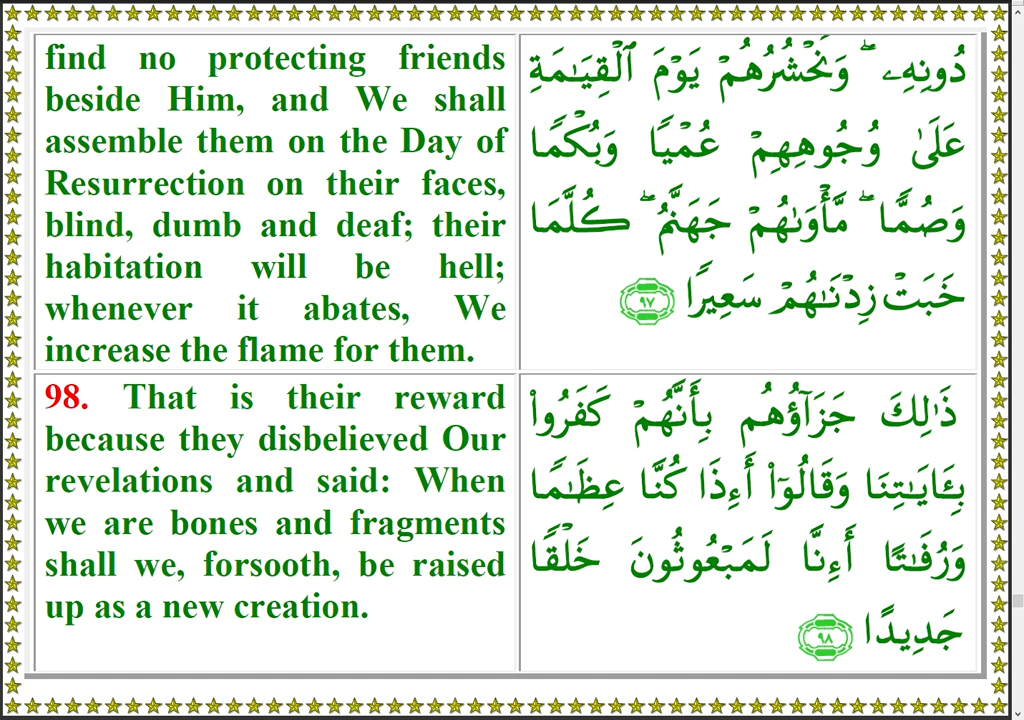 find no protecting friends
beside Him, and We shall
assemble them on the Day of
Resurrection on their faces,
blind, dumb and deaf; their
habitation will be hell;
whenever it abates, We
increase the flame for them.
دُونِهِۦ ۖ وَنَحْشُرُهُمْ يَوْمَ ٱلْقِيَـٰمَةِ
عَلَىٰ وُجُوهِهِمْ عُمْيًا وَبُكْمًا
وَصُمًّا ۖ مَّأْوَىٰهُمْ جَهَنَّمُ ۖ كُلَّمَا
خَبَتْ زِدْنَـٰهُمْ سَعِيرًا ٩٧
98. That is their reward
because they disbelieved Our
revelations and said: When
we are bones and fragments
shall we, forsooth, be raised
up as a new creation.
ذَٰلِكَ جَزَآؤُهُم بِأَنَّهُمْ كَفَرُوا۟
بِـَٔايَـٰتِنَا وَقَالُوٓا۟ أَءِذَا كُنَّا عِظَـٰمًا
وَرُفَـٰتًا أَءِنَّا لَمَبْعُوثُونَ خَلْقًا
جَدِيدًا ٩٨